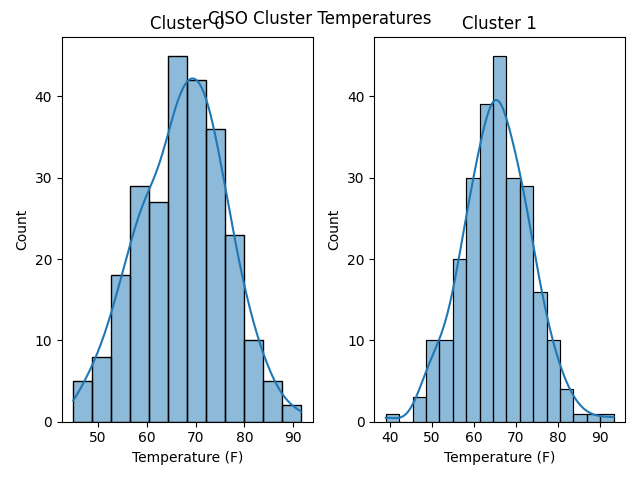 CISO Cluster Temperatures
Cluster 0
Cluster 1
Count
40
30
20
10
0
50 60 70 80 90
Temperature (F)
Count
40
30
20
10
0
40 50 60 70 80 90
Temperature (F)